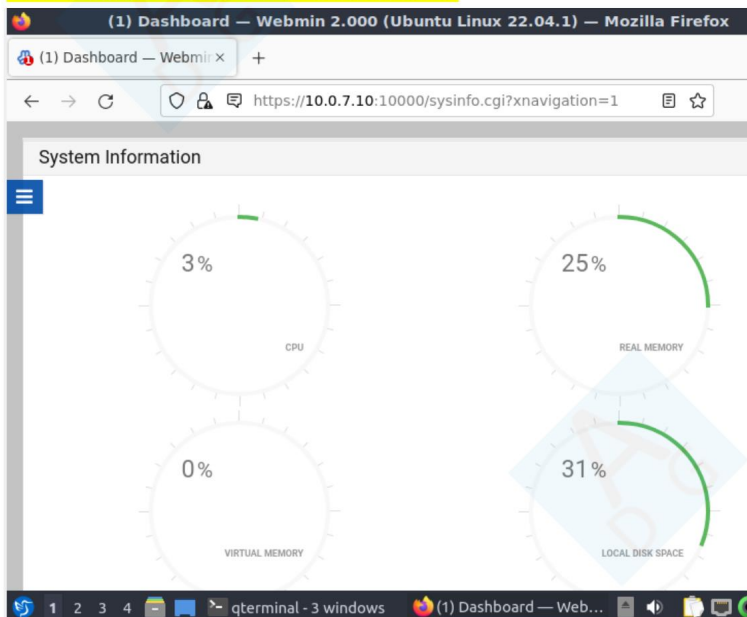 (1) Dashboard — Webmin 2.000 (Ubuntu Linux 22.04.1) — Mozilla Firefox
(1) Dashboard — Webmin × +
https://10.0.7.10:10000/sysinfo.cgi?xnavigation=1
System Information
3%
CPU
25%
REAL MEMORY
0%
VIRTUAL MEMORY
31%
LOCAL DISK SPACE
1 2 3 4 qterminal - 3 windows (1) Dashboard — Web...